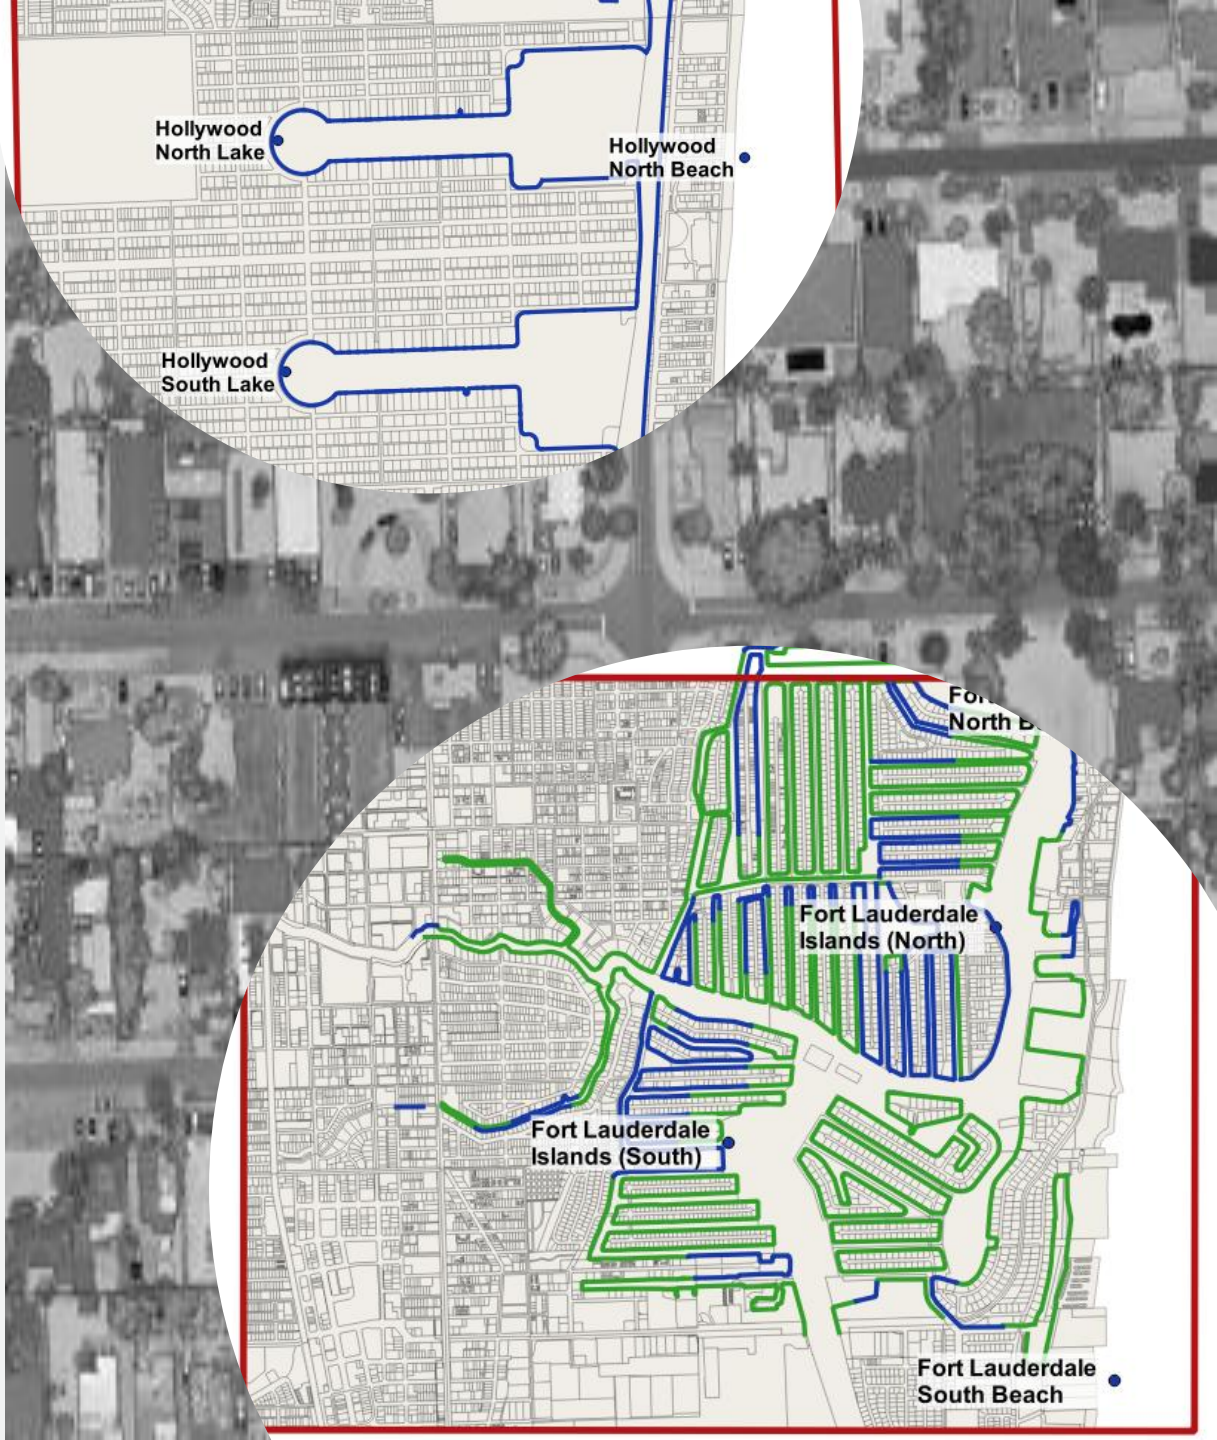 Hollywood
North Lake
Hollywood
North Beach
Hollywood
South Lake
North B
Fort Lauderdale
Islands (North)
Fort Lauderdale
Islands (South)
Fort Lauderdale
South Beach